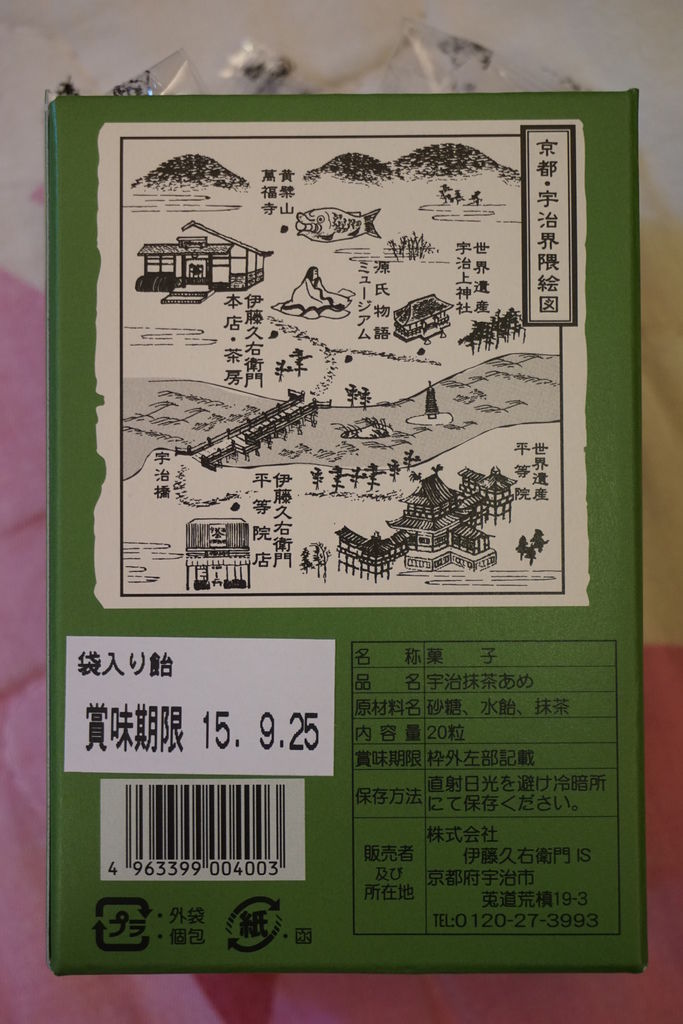 京都・宇治界隈絵図
黄檗山
萬福寺
世界遺産
宇治上神社
源氏物語
ミュージアム
伊藤久右衛門
本店・茶房
宇治橋
伊藤久右衛門
平等院店
世界遺産
平等院
袋入り飴
賞味期限 15. 9.25
4 963399 004003
プラ ・外袋
・個包
紙 ・函
名 称 菓 子
品 名 宇治抹茶あめ
原材料名 砂糖、水飴、抹茶
内 容 量 20粒
賞味期限 枠外左部記載
保存方法 直射日光を避け冷暗所
にて保存ください。
販売者
及び
所在地
株式会社
伊藤久右衛門 IS
京都府宇治市
莵道荒槙19-3
TEL:0120-27-3993